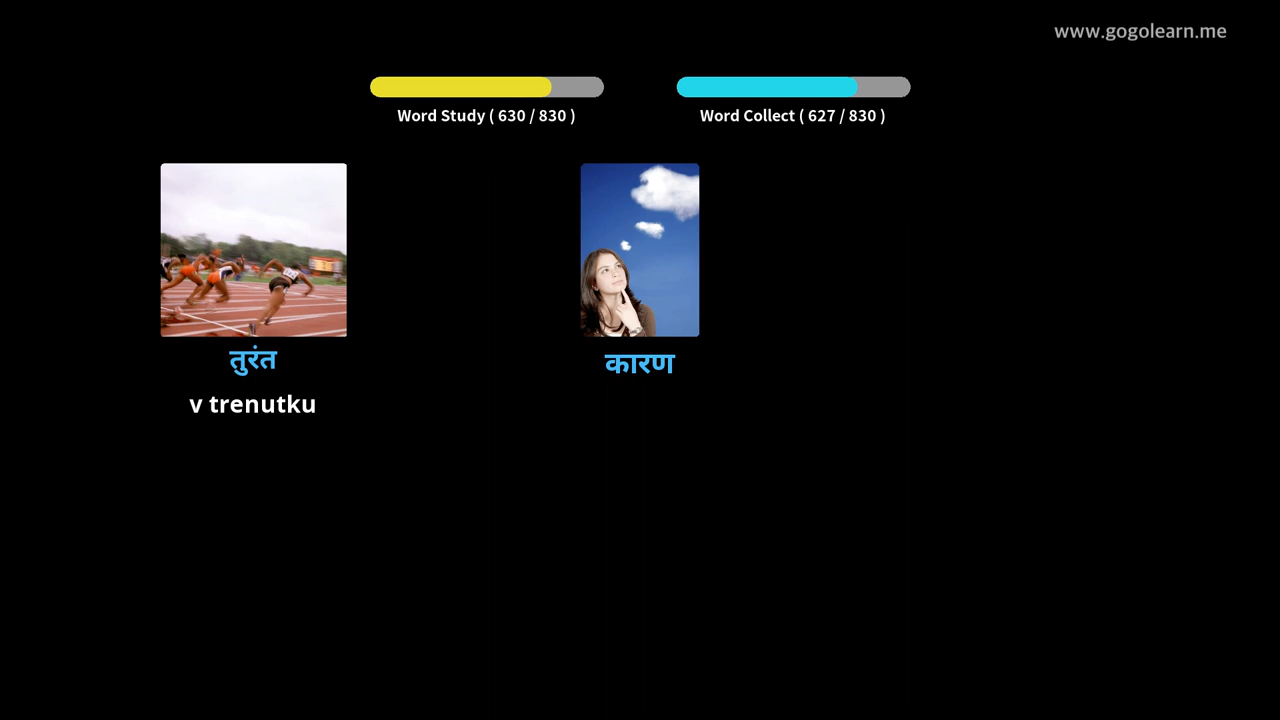 www.gogolearn.me
Word Study ( 630 / 830 )
Word Collect ( 627 / 830 )
तुरंत
कारण
v trenutku